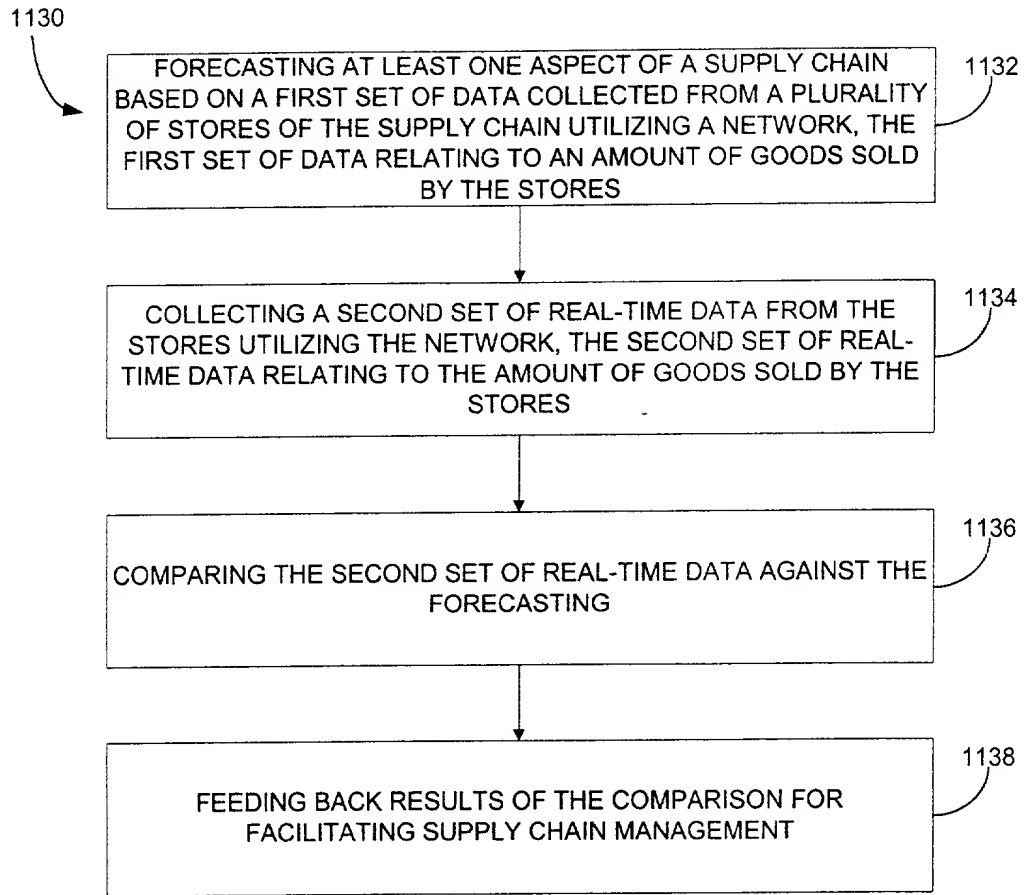 1130
FORECASTING AT LEAST ONE ASPECT OF A SUPPLY CHAIN
BASED ON A FIRST SET OF DATA COLLECTED FROM A PLURALITY
OF STORES OF THE SUPPLY CHAIN UTILIZING A NETWORK, THE
FIRST SET OF DATA RELATING TO AN AMOUNT OF GOODS SOLD
BY THE STORES
1132
COLLECTING A SECOND SET OF REAL-TIME DATA FROM THE
STORES UTILIZING THE NETWORK, THE SECOND SET OF REAL-
TIME DATA RELATING TO THE AMOUNT OF GOODS SOLD BY THE
STORES
1134
COMPARING THE SECOND SET OF REAL-TIME DATA AGAINST THE
FORECASTING
1136
FEEDING BACK RESULTS OF THE COMPARISON FOR
FACILITATING SUPPLY CHAIN MANAGEMENT
1138